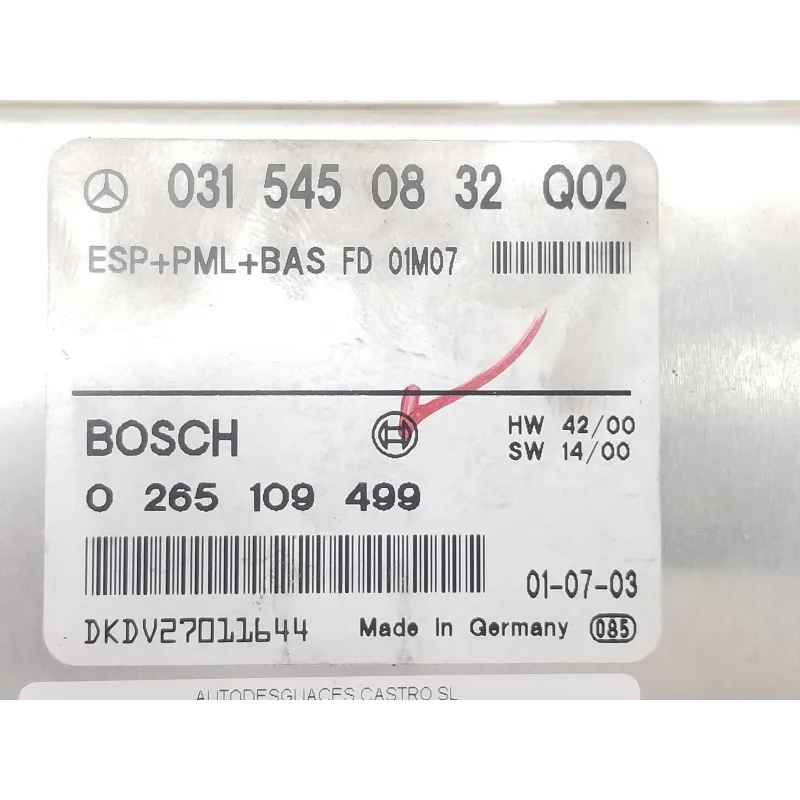 031 545 08 32 Q02
ESP+PML+BAS FD 01M07
BOSCH
HW 42/00
SW 14/00
0 265 109 499
01-07-03
DKDV27011644 Made In Germany 085
AUTODESGUACES CASTRO SL